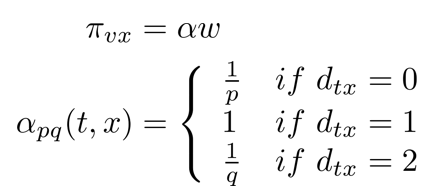 π_{vx} = αw
α_{pq}(t, x) = { 1/p if d_{tx} = 0
1 if d_{tx} = 1
1/q if d_{tx} = 2